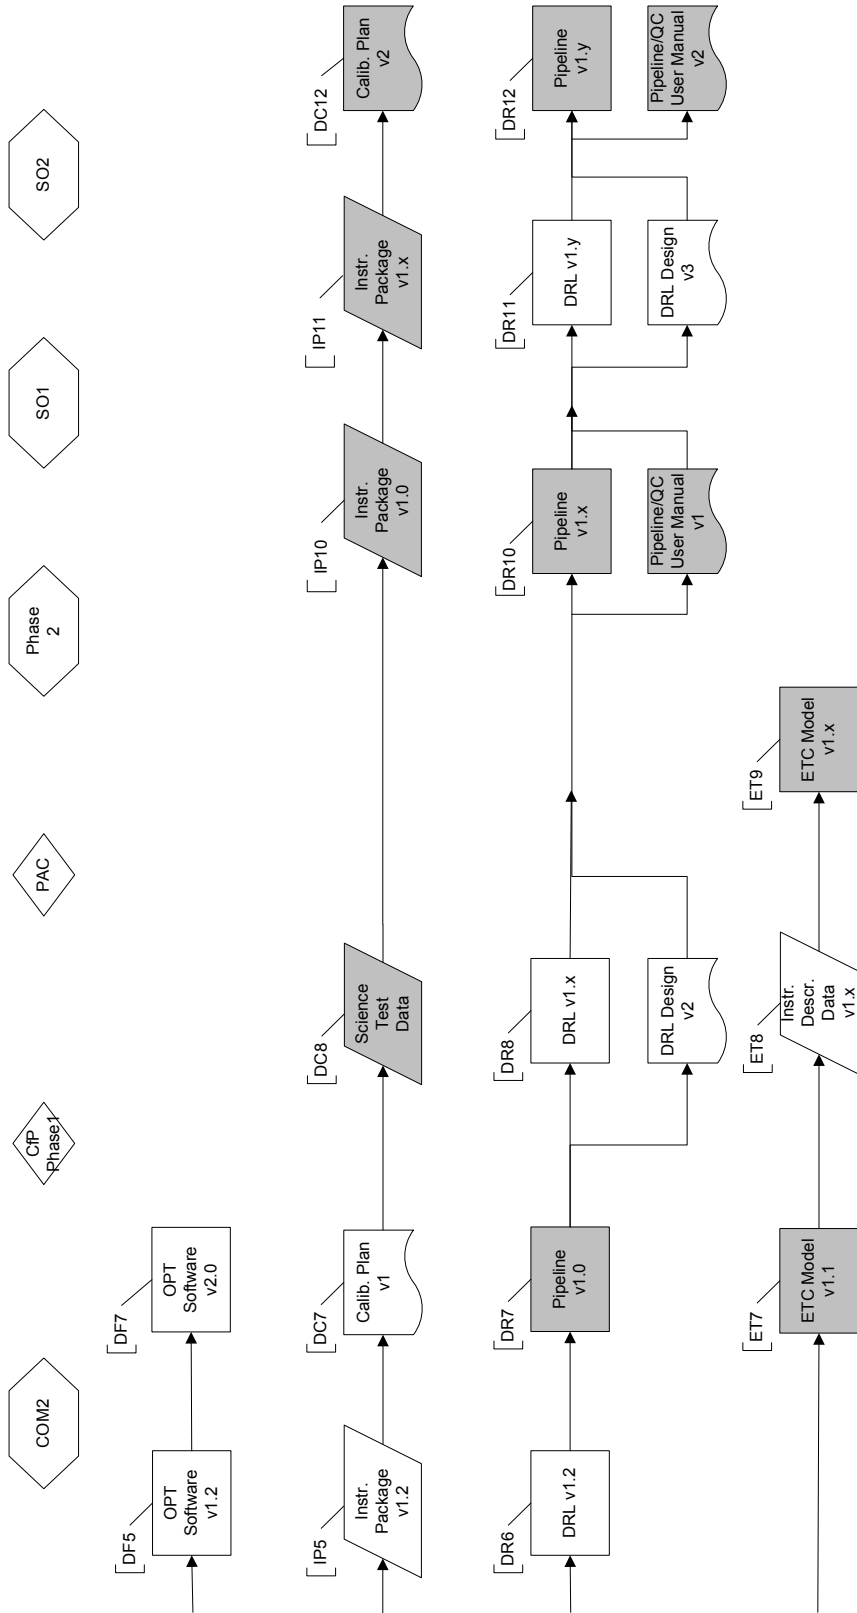 COM2
CfP
Phase1
PAC
Phase
2
SO1
SO2
[DF5
OPT
Software
v1.2
[DF7
OPT
Software
v2.0
[IP5
Instr.
Package
v1.2
[DC7
Calib. Plan
v1
[DC8
Science
Test
Data
[IP10
Instr.
Package
v1.0
[IP11
Instr.
Package
v1.x
[DC12
Calib. Plan
v2
[DR6
DRL v1.2
[DR7
Pipeline
v1.0
[DR8
DRL v1.x
DRL Design
v2
[DR10
Pipeline
v1.x
Pipeline/QC
User Manual
v1
[DR11
DRL v1.y
DRL Design
v3
[DR12
Pipeline
v1.y
Pipeline/QC
User Manual
v2
[ET7
ETC Model
v1.1
[ET8
Instr.
Descr.
Data
v1.x
[ET9
ETC Model
v1.x